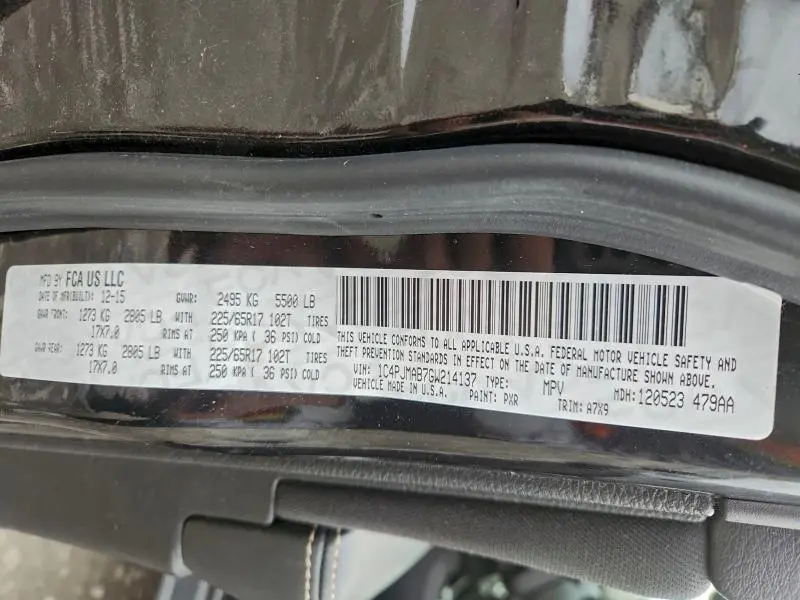 MFD BY FCA US LLC
DATE OF MFR(BUILT): 12-15 GVWR: 2495 KG 5500 LB
GAWR FRONT: 1273 KG 2805 LB WITH 225/65R17 102T TIRES
17X7.0 RIMS AT 250 KPA ( 36 PSI) COLD
GAWR REAR: 1273 KG 2805 LB WITH 225/65R17 102T TIRES
17X7.0 RIMS AT 250 KPA ( 36 PSI) COLD
THIS VEHICLE CONFORMS TO ALL APPLICABLE U.S.A. FEDERAL MOTOR VEHICLE SAFETY AND
THEFT PREVENTION STANDARDS IN EFFECT ON THE DATE OF MANUFACTURE SHOWN ABOVE.
VIN: 1C4PJMAB7GW214137 TYPE: MPV MDH:120523 479AA
VEHICLE MADE IN U.S.A. PAINT: PXR TRIM: A7X9